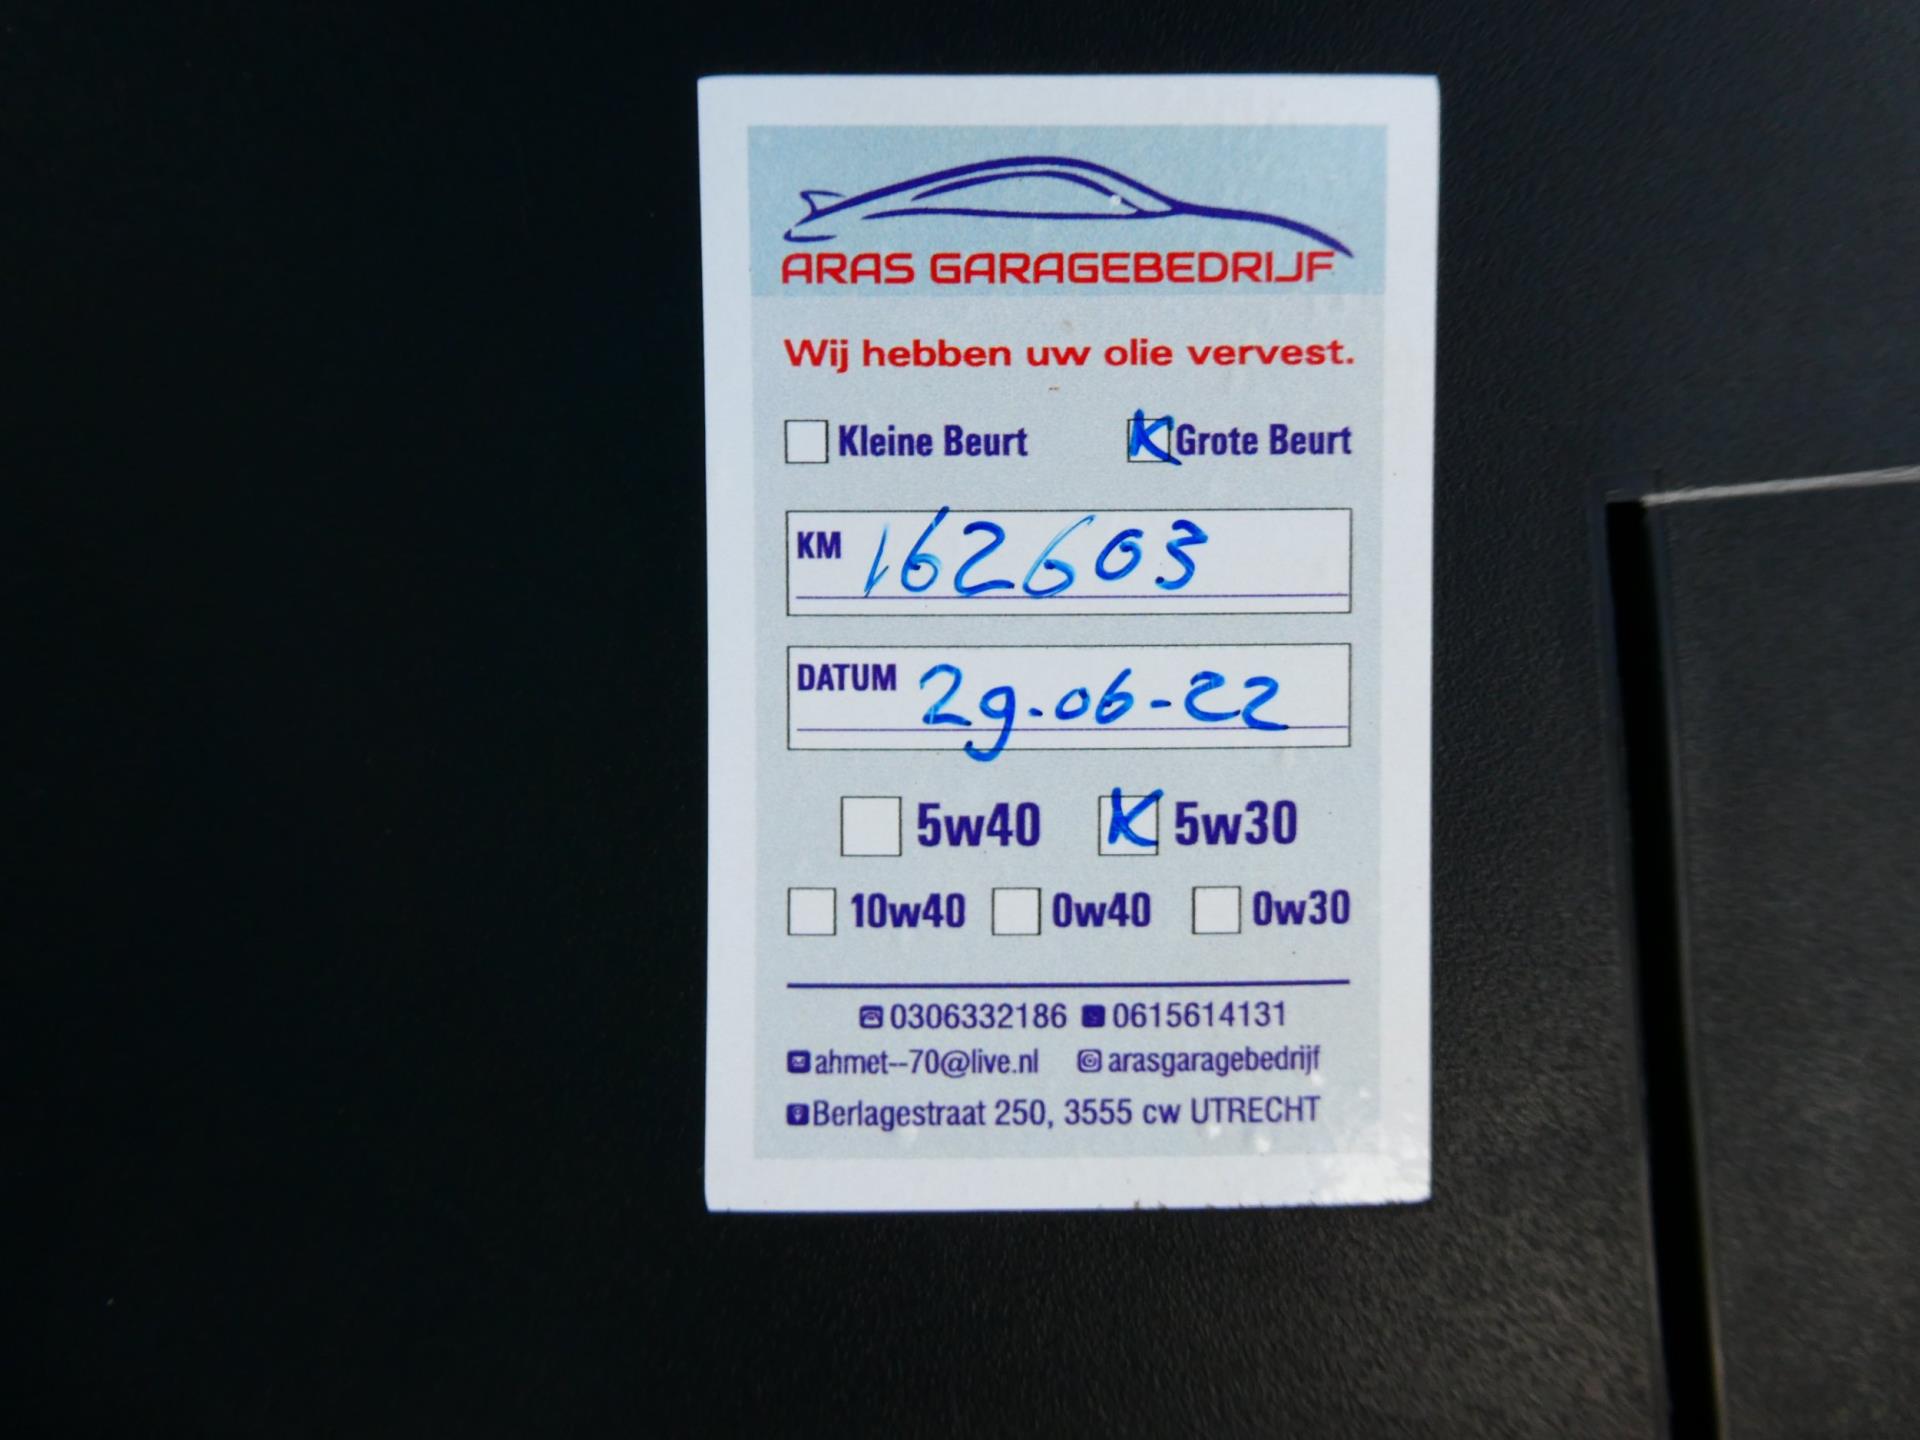 ARAS GARAGEBEDRIJF
Wij hebben uw olie vervest.
Kleine Beurt Grote Beurt
KM 162603
DATUM 29-06-22
5w40 5w30
10w40 0w40 0w30
0306332186 0615614131
ahmet--70@live.nl arasgaragebedrijf
Berlagestraat 250, 3555 cw UTRECHT